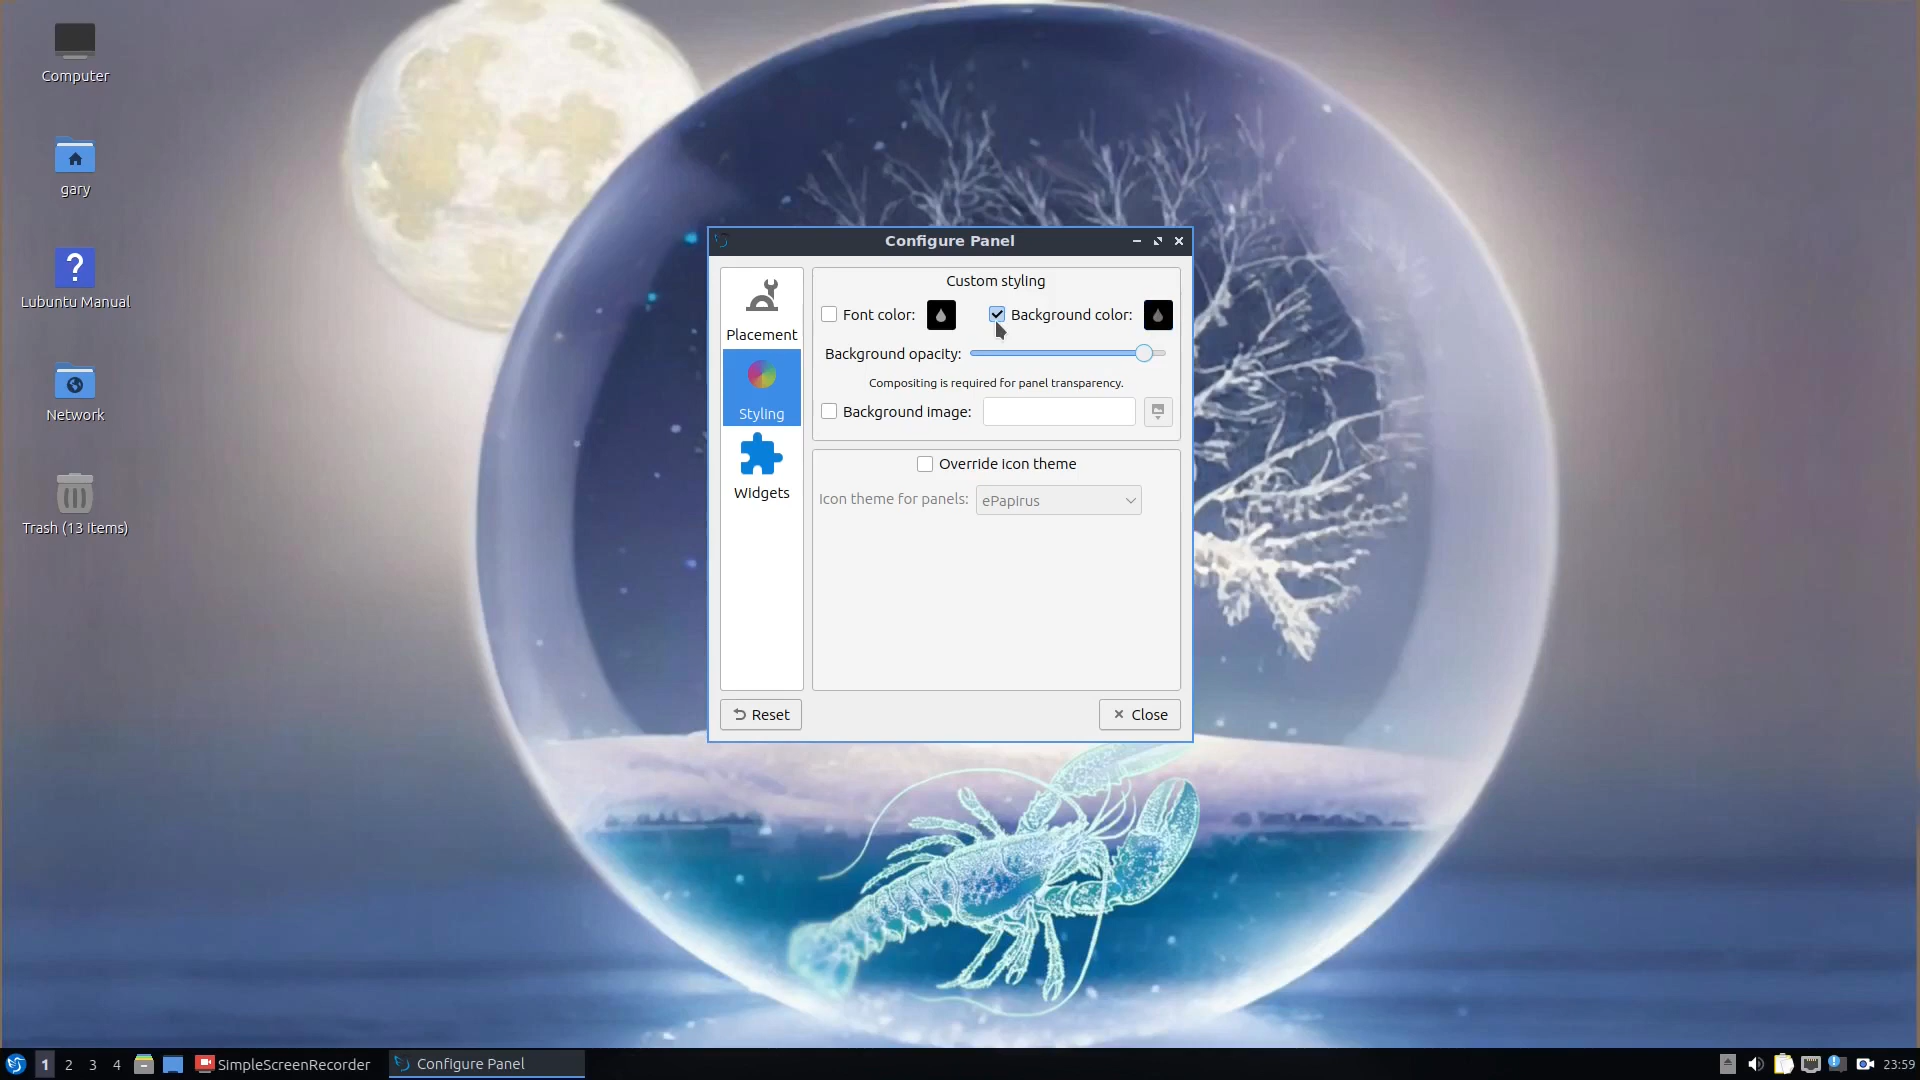 Computer
gary
?
Lubuntu Manual
Network
Trash (13 items)
Configure Panel
Placement
Styling
Widgets
Custom styling
Font color:
Background color:
Background opacity:
Compositing is required for panel transparency.
Background image:
Override icon theme
Icon theme for panels:
ePapirus
Reset
Close
1 2 3 4
SimpleScreenRecorder
Configure Panel
23:59